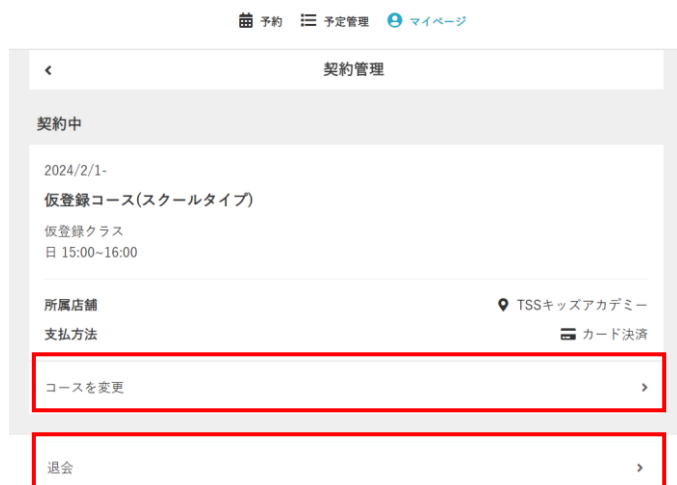 予約 予定管理 マイページ
契約管理
契約中
2024/2/1-
仮登録コース(スクールタイプ)
仮登録クラス
日 15:00~16:00
所属店舗 TSSキッズアカデミー
支払方法 カード決済
コースを変更
退会